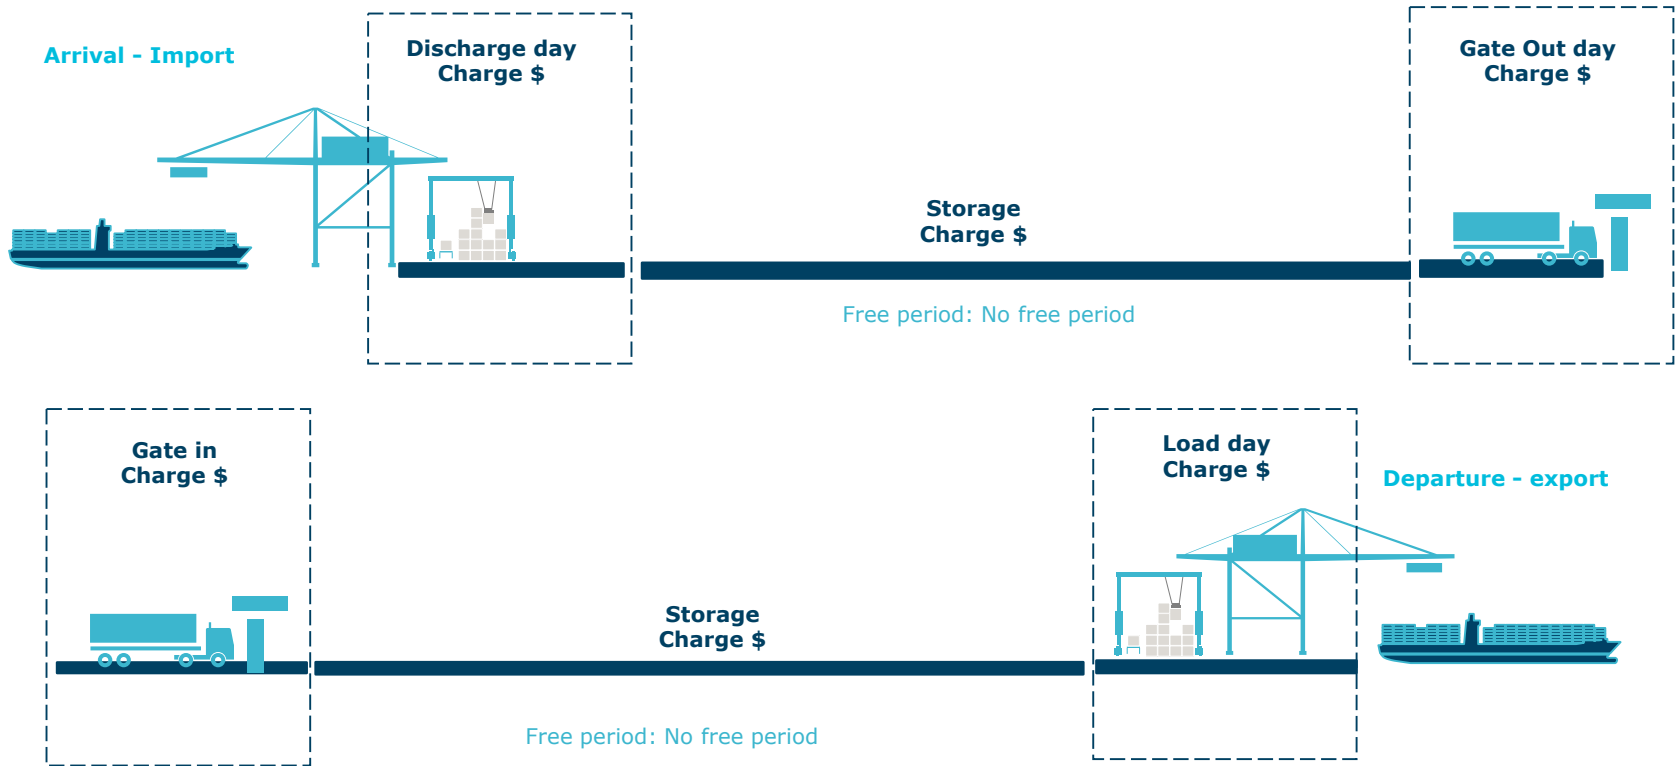 Arrival - Import
Discharge day
Charge $
Gate Out day
Charge $
Storage
Charge $
Free period: No free period
Gate in
Charge $
Load day
Charge $
Departure - export
Storage
Charge $
Free period: No free period